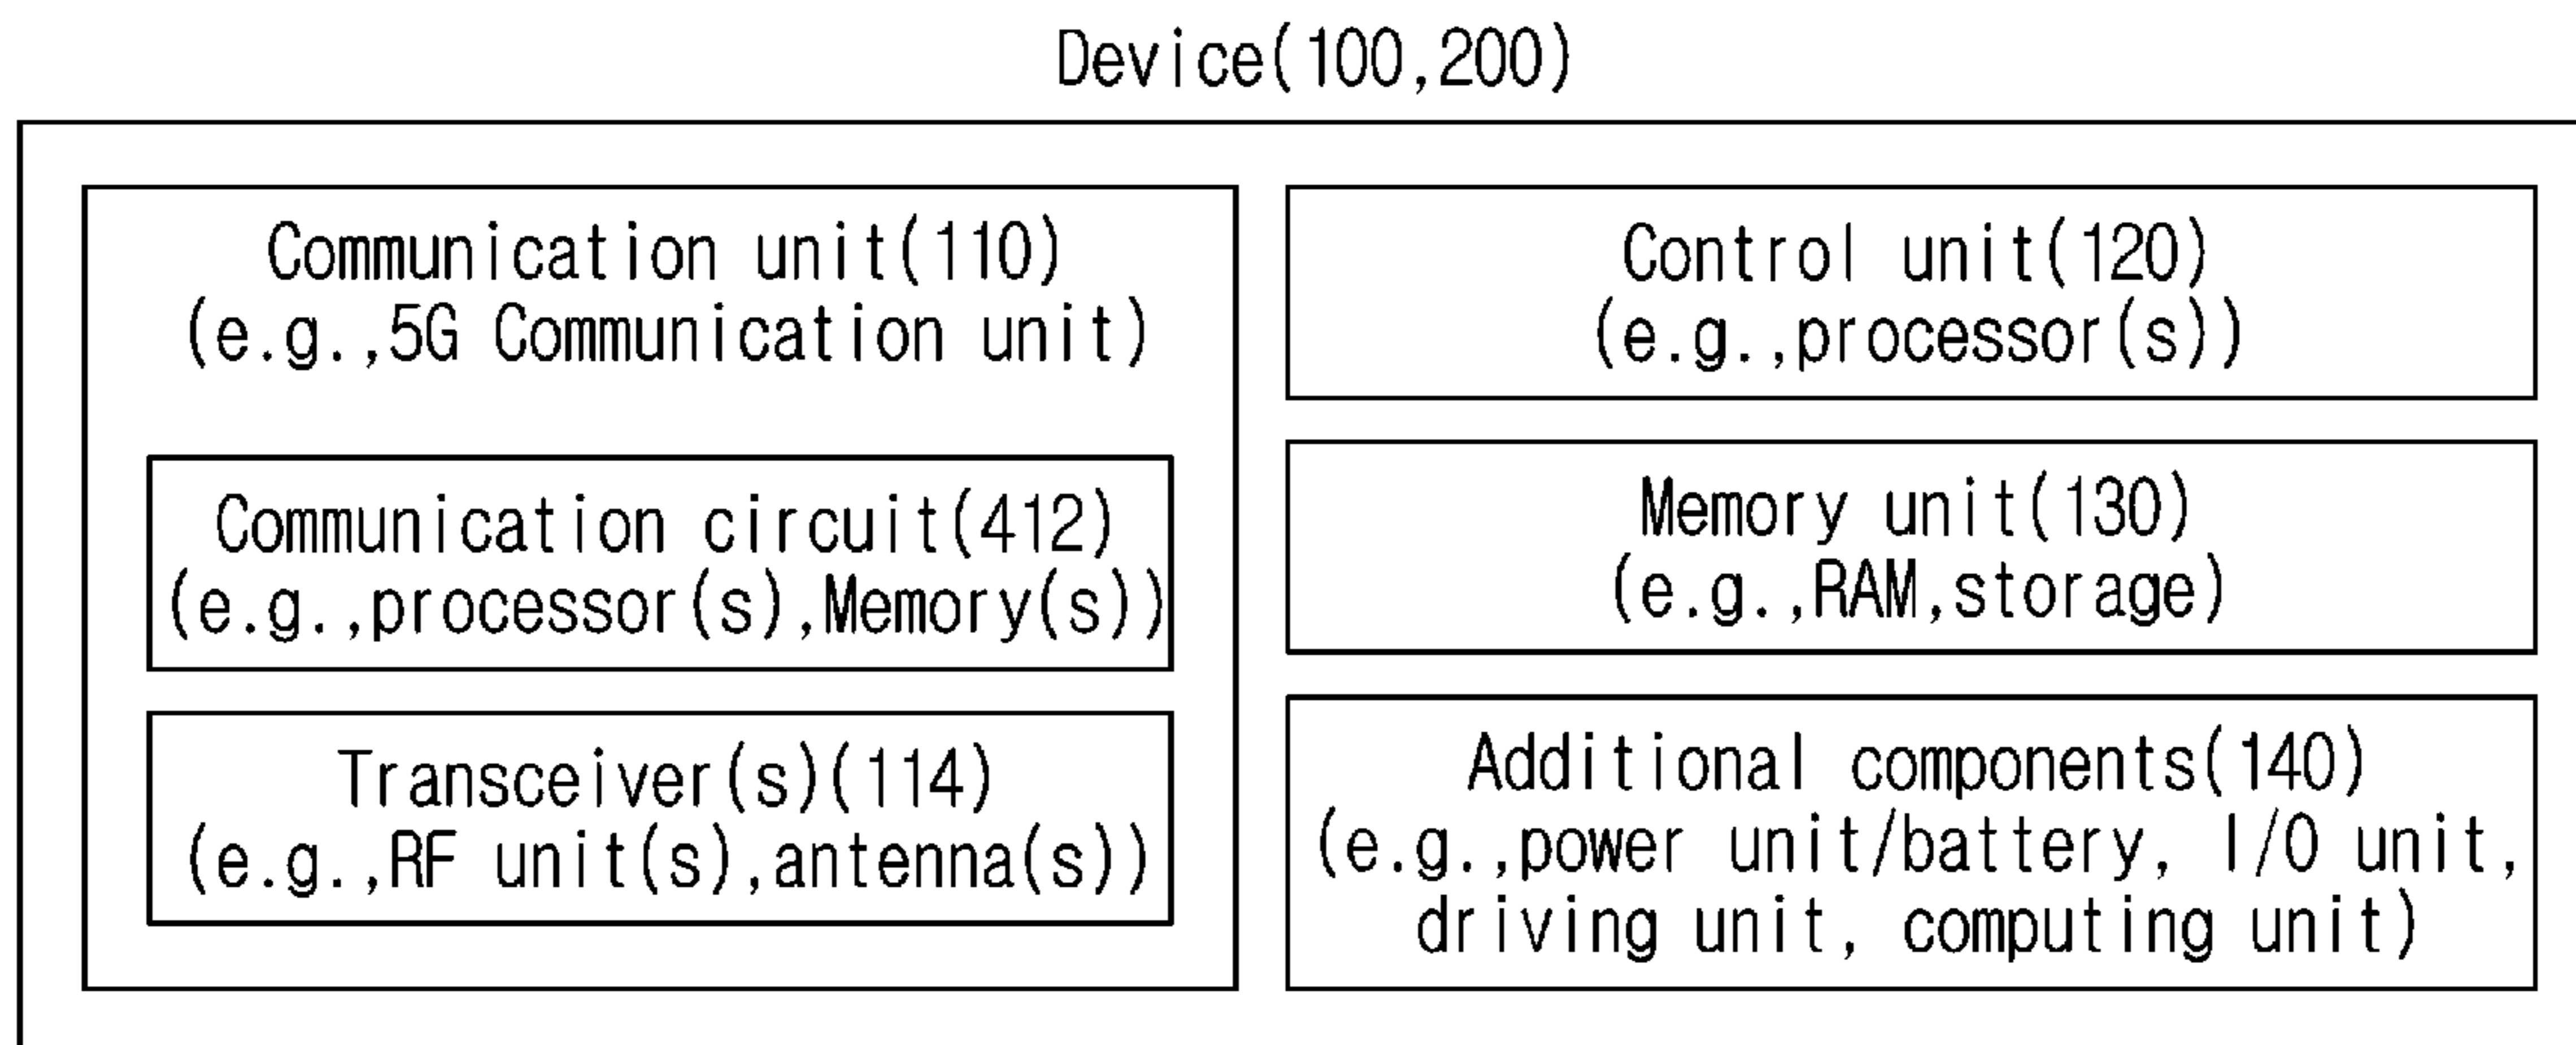 Device(100,200)
Communication unit(110)
(e.g.,5G Communication unit)
Communication circuit(412)
(e.g.,processor(s),Memory(s))
Transceiver(s)(114)
(e.g.,RF unit(s),antenna(s))
Control unit(120)
(e.g.,processor(s))
Memory unit(130)
(e.g.,RAM,storage)
Additional components(140)
(e.g.,power unit/battery, I/O unit,
driving unit, computing unit)